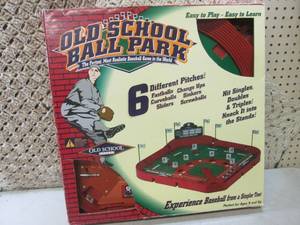 Easy to Play - Easy to Learn
OLD SCHOOL
BALL PARK
The Fastest, Most Realistic Baseball Game in the World
6 Different Pitches!
Fastballs Change Ups
Curveballs Sinkers
Sliders Screwballs
Hit Singles,
Doubles
& Triples;
Knock It into
the Stands!
OLD SCHOOL
Experience Baseball from a Simpler Time!